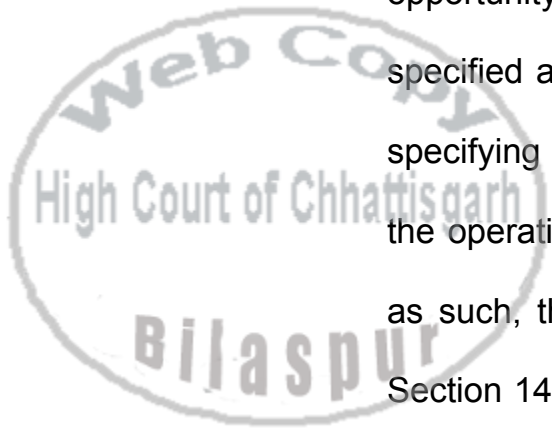 opportunity
specified a
specifying
the operati
as such, th
Section 14
Web Copy
High Court of Chhattisgarh
Bilaspur